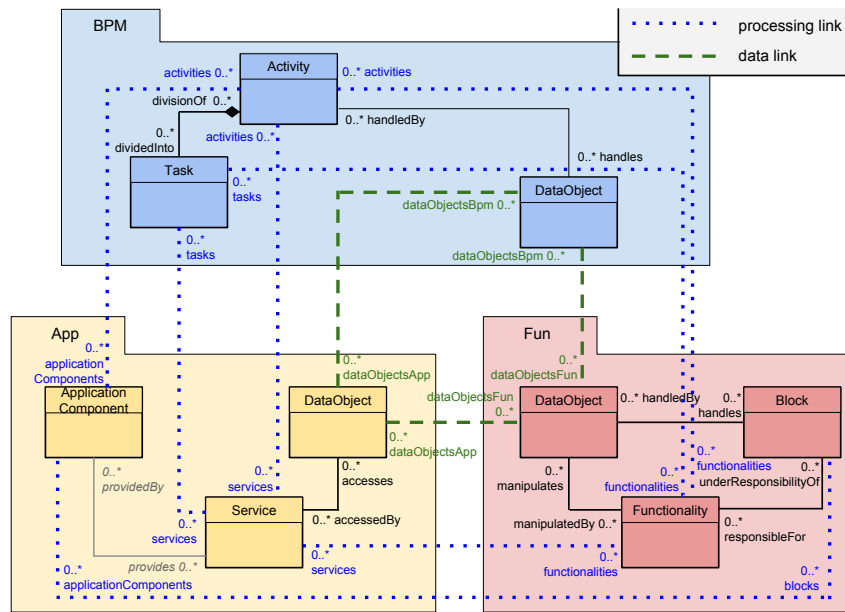 BPM
processing link
data link
Activity
activities 0..*
0..* activities
divisionOf 0..*
0..* handledBy
activities 0..*
0..*
dividedInto
Task
0..*
tasks
0..* handles
DataObject
dataObjectsBpm 0..*
0..*
tasks
dataObjectsBpm 0..*
App
Fun
0..*
application
Components
0..*
dataObjectsApp
0..*
dataObjectsFun
Application
Component
DataObject
dataObjectsFun
0..*
DataObject
0..* handledBy
0..*
handles
Block
0..*
dataObjectsApp
0..*
providedBy
0..*
accesses
0..*
services
0..*
manipulates
0..*
functionalities
0..*
functionalities
0..*
underResponsibilityOf
Service
0..* accessedBy
0..*
services
manipulatedBy 0..*
Functionality
0..*
responsibleFor
0..*
applicationComponents
provides 0..*
0..*
services
0..*
functionalities
0..*
blocks